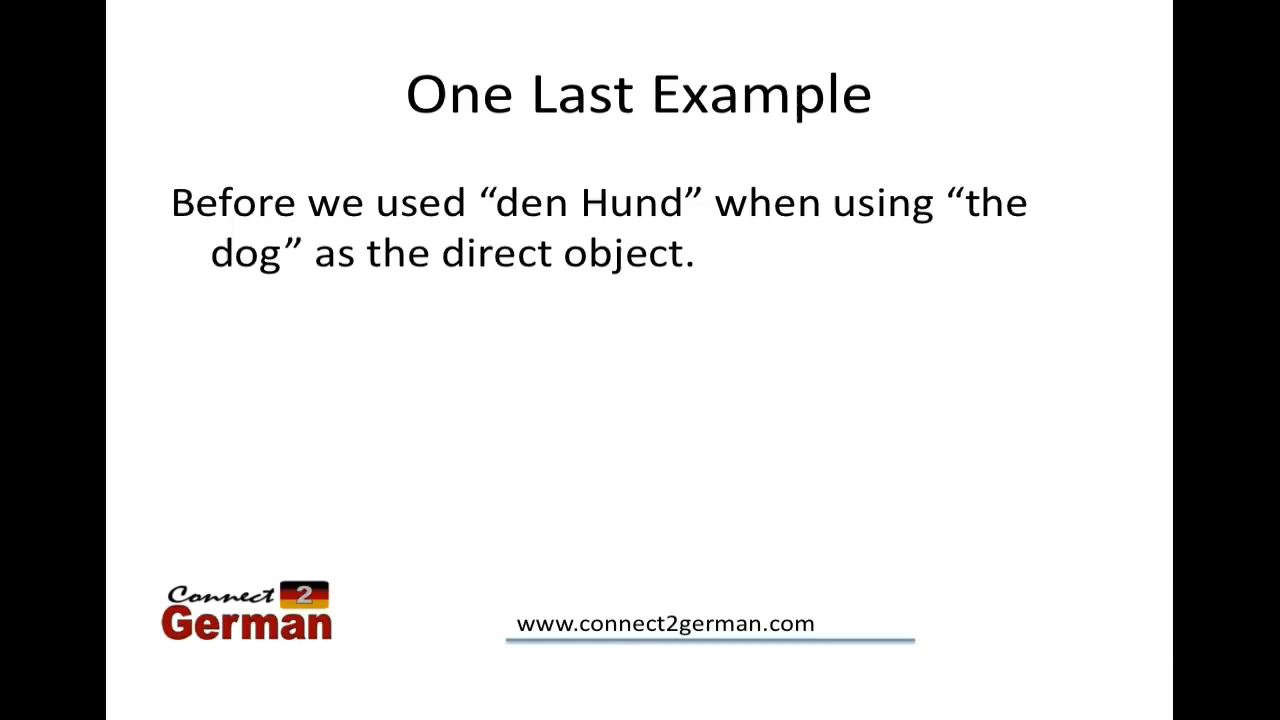 One Last Example
Before we used “den Hund” when using “the
dog” as the direct object.
Connect 2
German
www.connect2german.com